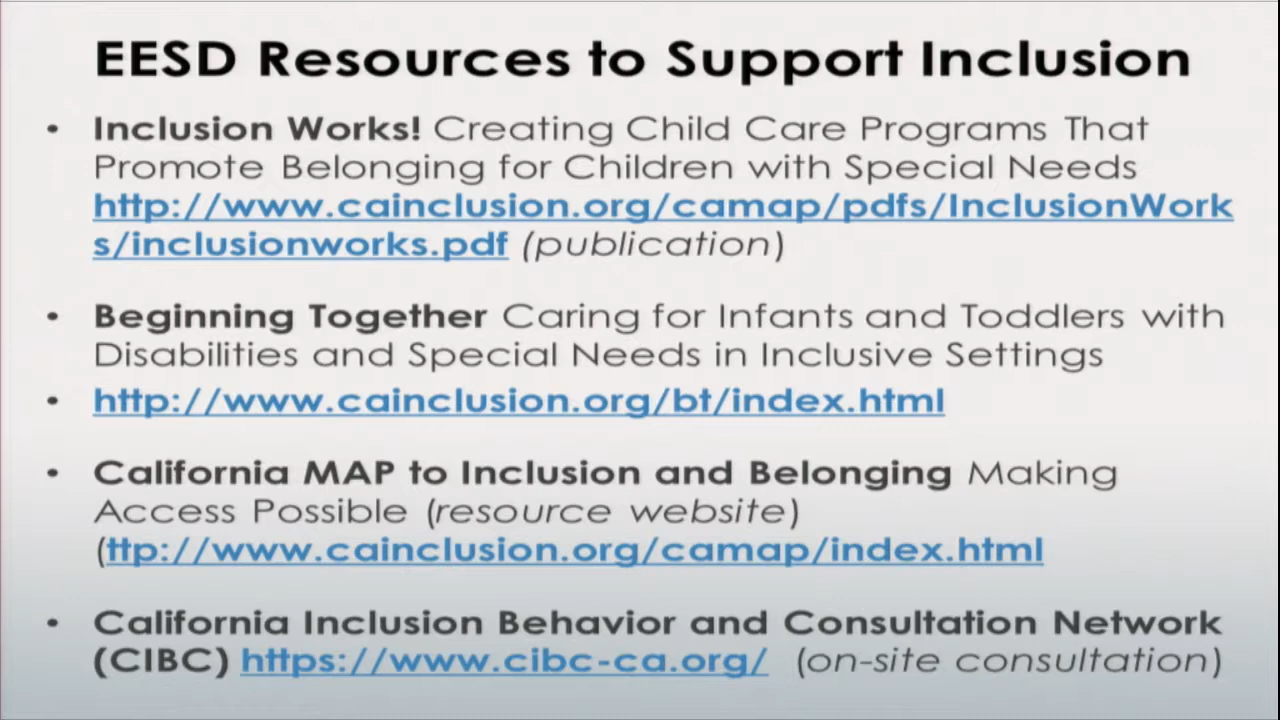 EESD Resources to Support Inclusion
• Inclusion Works! Creating Child Care Programs That
Promote Belonging for Children with Special Needs
http://www.cainclusion.org/camap/pdfs/InclusionWork
s/inclusionworks.pdf (publication)
• Beginning Together Caring for Infants and Toddlers with
Disabilities and Special Needs in Inclusive Settings
• http://www.cainclusion.org/bt/index.html
• California MAP to Inclusion and Belonging Making
Access Possible (resource website)
(ttp://www.cainclusion.org/camap/index.html
• California Inclusion Behavior and Consultation Network
(CIBC) https://www.cibc-ca.org/ (on-site consultation)